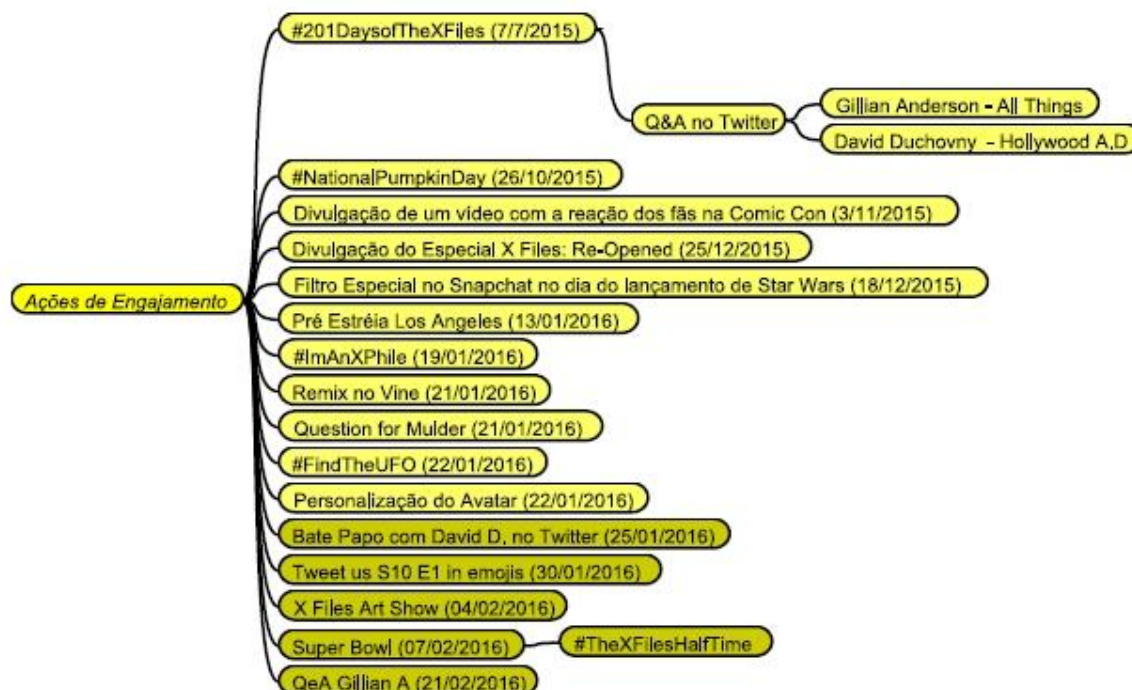 #201DaysofTheXFiles (7/7/2015)
Q&A no Twitter
Gillian Anderson - All Things
David Duchovny - Hollywood A.D
#NationalPumpkinDay (26/10/2015)
Divulgação de um vídeo com a reação dos fãs na Comic Con (3/11/2015)
Divulgação do Especial X Files: Re-Opened (25/12/2015)
Filtro Especial no Snapchat no dia do lançamento de Star Wars (18/12/2015)
Ações de Engajamento
Pré Estréia Los Angeles (13/01/2016)
#ImAnXPhile (19/01/2016)
Remix no Vine (21/01/2016)
Question for Mulder (21/01/2016)
#FindTheUFO (22/01/2016)
Personalização do Avatar (22/01/2016)
Bate Papo com David D. no Twitter (25/01/2016)
Tweet us S10 E1 in emojis (30/01/2016)
X Files Art Show (04/02/2016)
Super Bowl (07/02/2016)
#TheXFilesHalfTime
QeA Gillian A (21/02/2016)